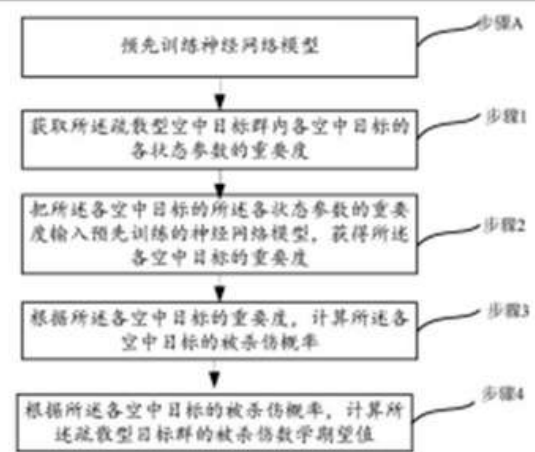 预先训练神经网络模型
步骤A
获取所述疏散型空中目标群内各空中目标的
各状态参数的重要度
步骤1
把所述各空中目标的所述各状态参数的重要
度输入预先训练的神经网络模型，获得所述
各空中目标的重要度
步骤2
根据所述各空中目标的重要度，计算所述各
空中目标的被杀伤概率
步骤3
根据所述各空中目标的被杀伤概率，计算所
述疏散型目标群的被杀伤数学期望值
步骤4